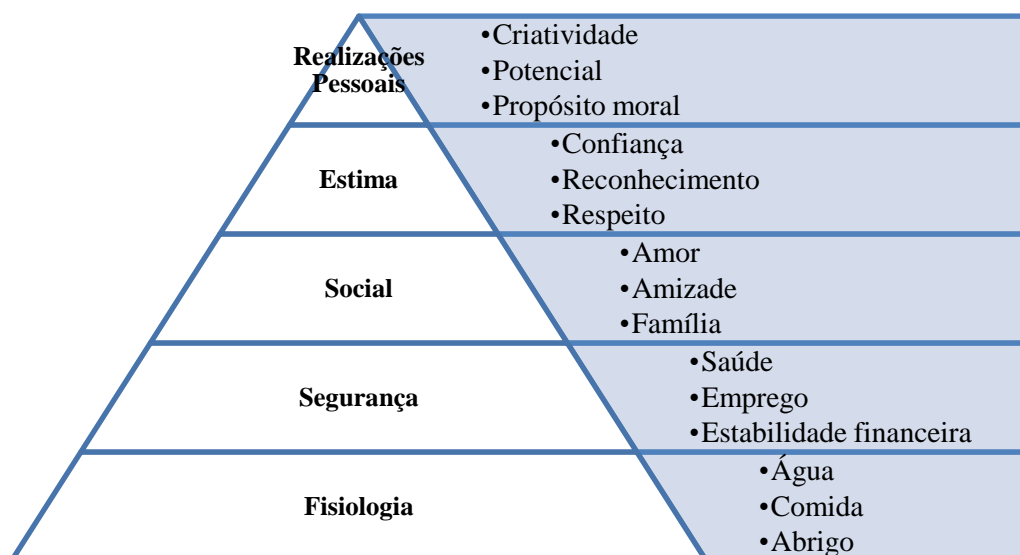 Realizações
Pessoais
•Criatividade
•Potencial
•Propósito moral
Estima
•Confiança
•Reconhecimento
•Respeito
Social
•Amor
•Amizade
•Família
Segurança
•Saúde
•Emprego
•Estabilidade financeira
Fisiologia
•Água
•Comida
•Abrigo